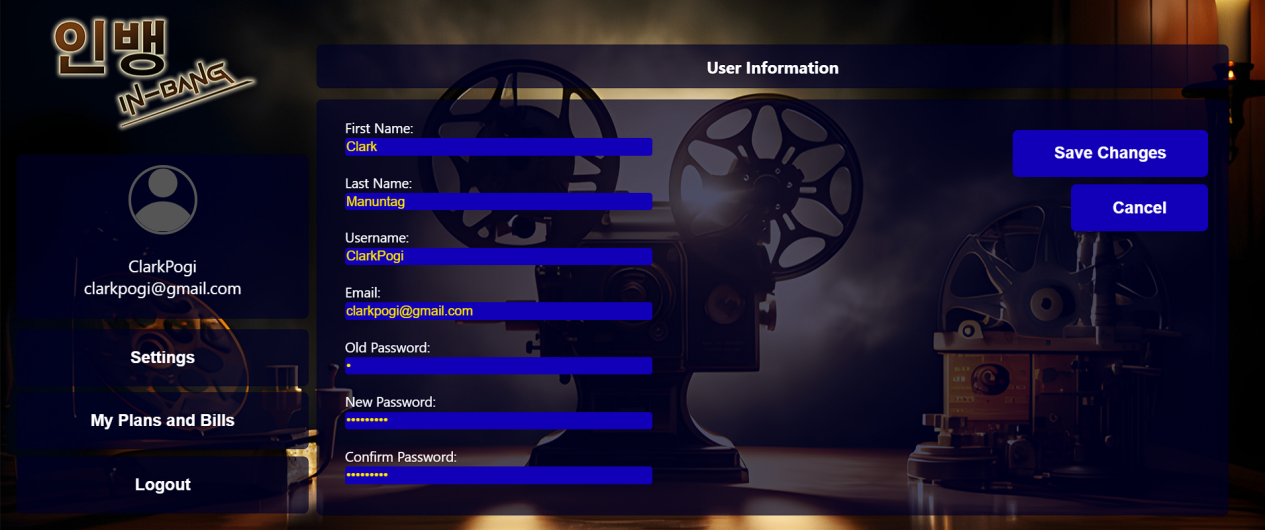 인뱅
IN-BANG
ClarkPogi
clarkpogi@gmail.com
Settings
My Plans and Bills
Logout
User Information
First Name:
Clark
Last Name:
Manuntag
Username:
ClarkPogi
Email:
clarkpogi@gmail.com
Old Password:
•
New Password:
•••••••••
Confirm Password:
•••••••••
Save Changes
Cancel